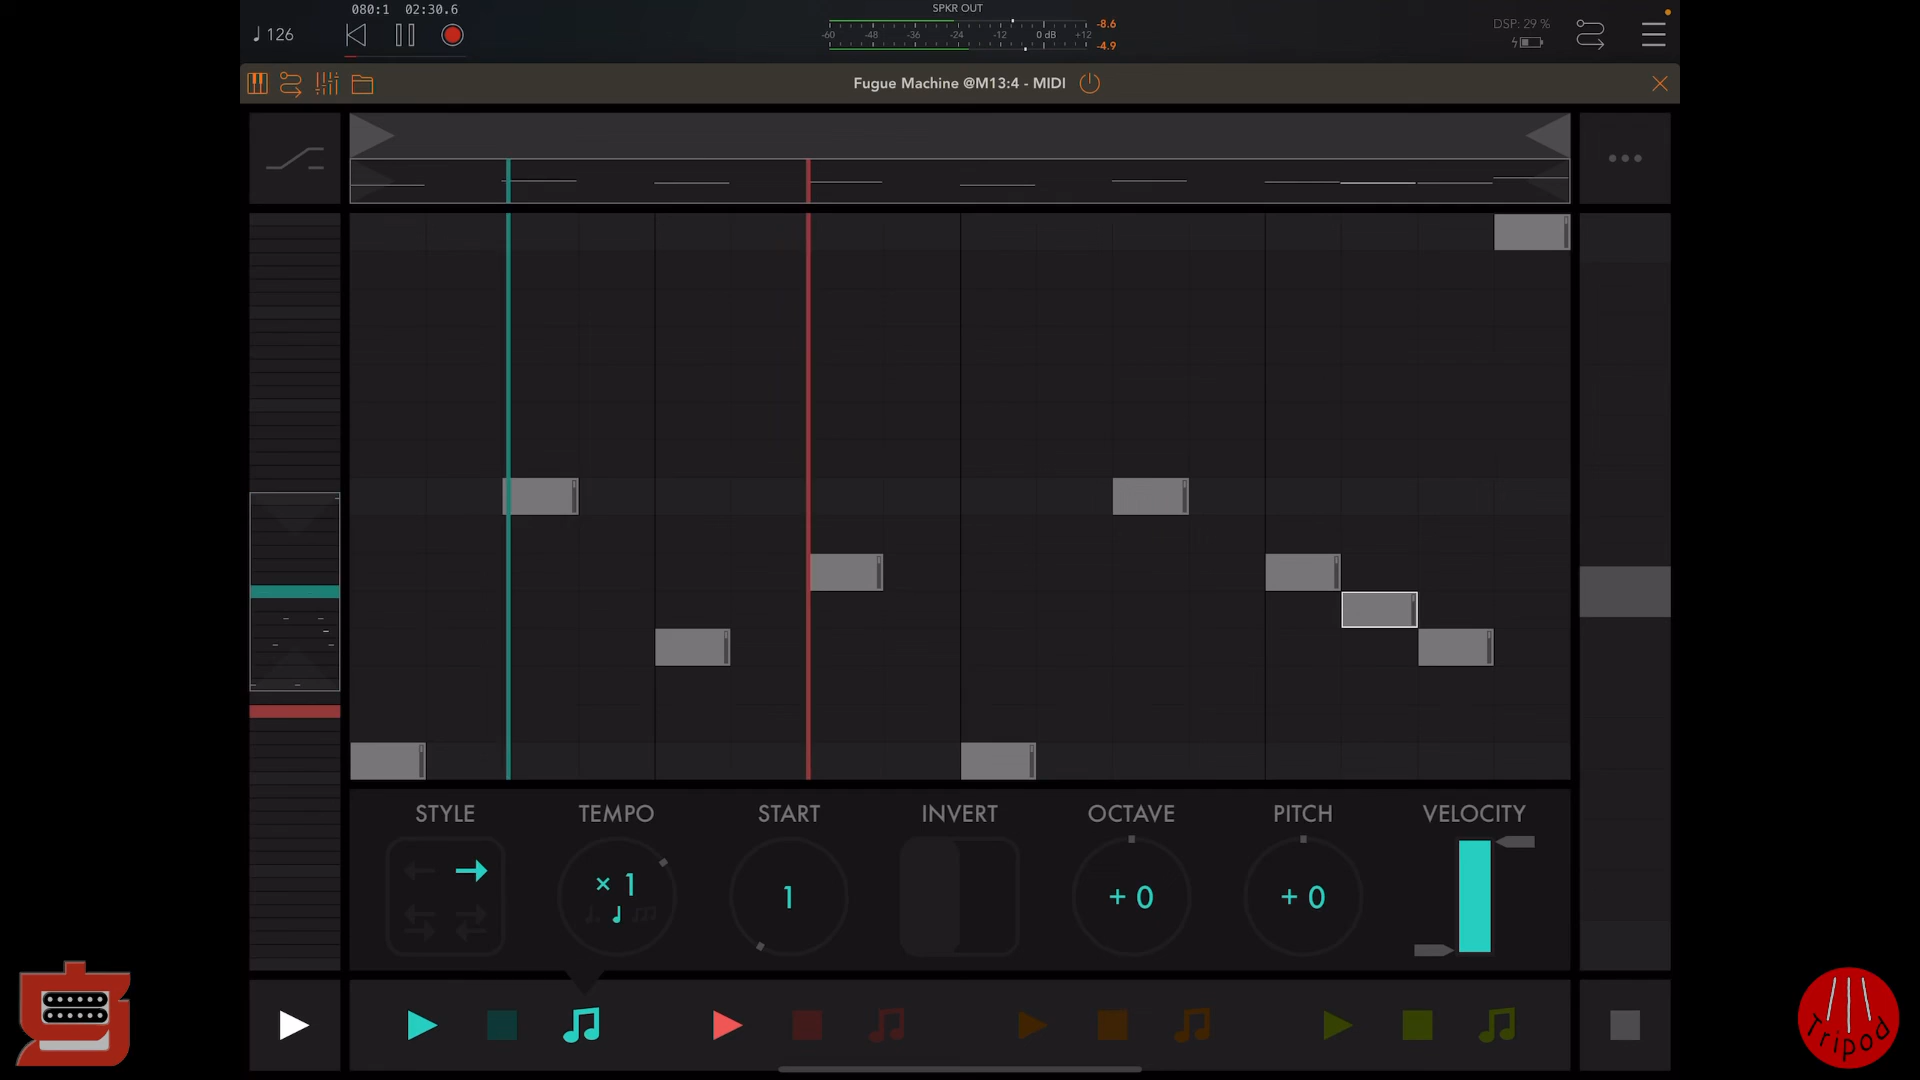 080:1 02:30.6
SPKR OUT
♩ 126
-60 -48 -36 -24 -12 0 dB +12
-8.6
-4.9
DSP: 29 %
Fugue Machine @M13:4 - MIDI
STYLE TEMPO START INVERT OCTAVE PITCH VELOCITY
× 1
1
+ 0
+ 0
Tripod